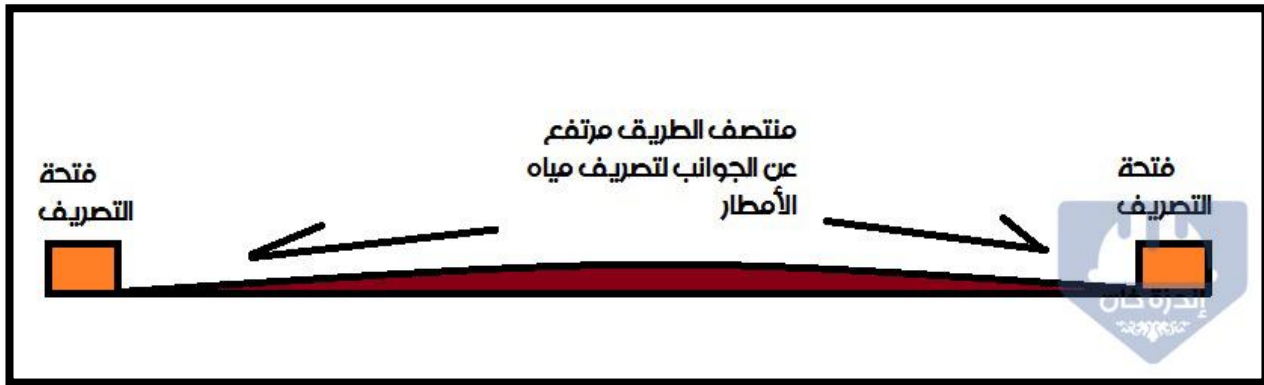 منتصف الطريق مرتفع
عن الجوانب لتصريف مياه
الأمطار
فتحة
التصريف
فتحة
التصريف